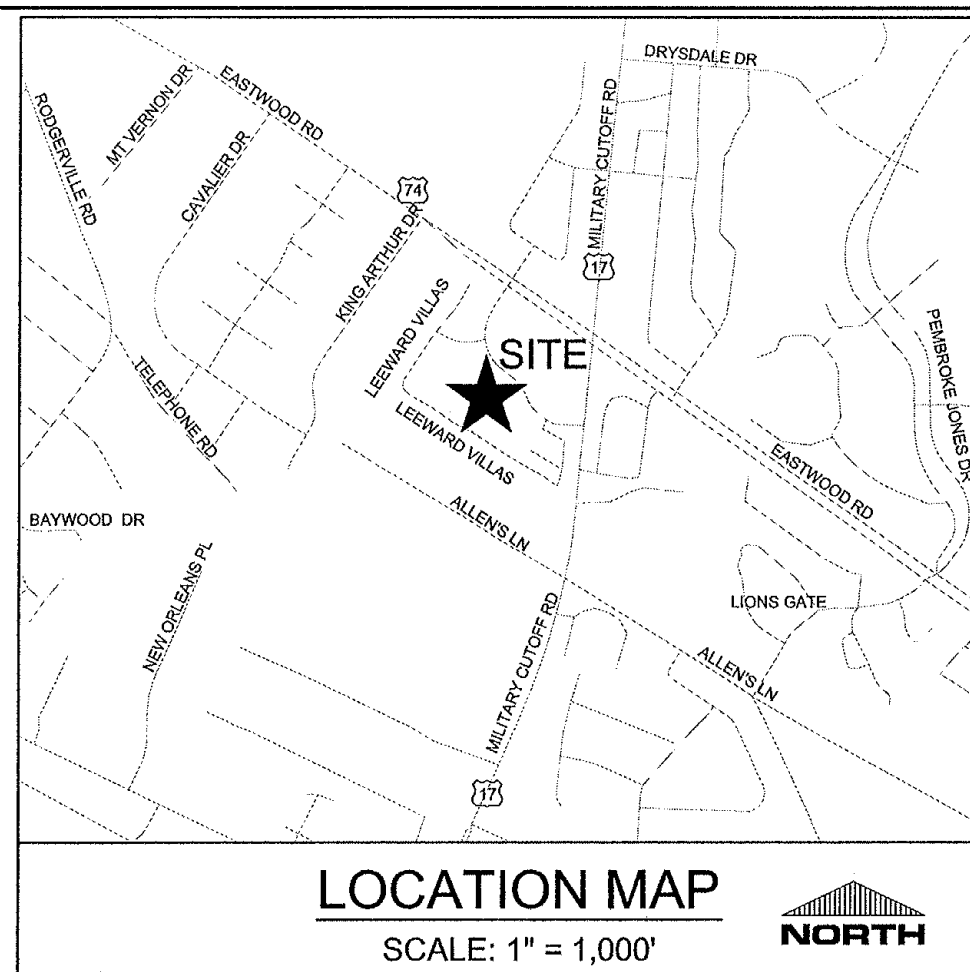 DRYSDALE DR
EASTWOOD RD
MT VERNON DR
RODGERVILLE RD
CAVALIER DR
MILITARY CUTOFF RD
74
KING ARTHUR DR
17
LEEWARD VILLAS
PEMBROKE JONES DR
SITE
TELEPHONE RD
LEEWARD VILLAS
EASTWOOD RD
ALLEN'S LN
BAYWOOD DR
NEW ORLEANS PL
LIONS GATE
MILITARY CUTOFF RD
ALLEN'S LN
17
LOCATION MAP
SCALE: 1" = 1,000'
NORTH